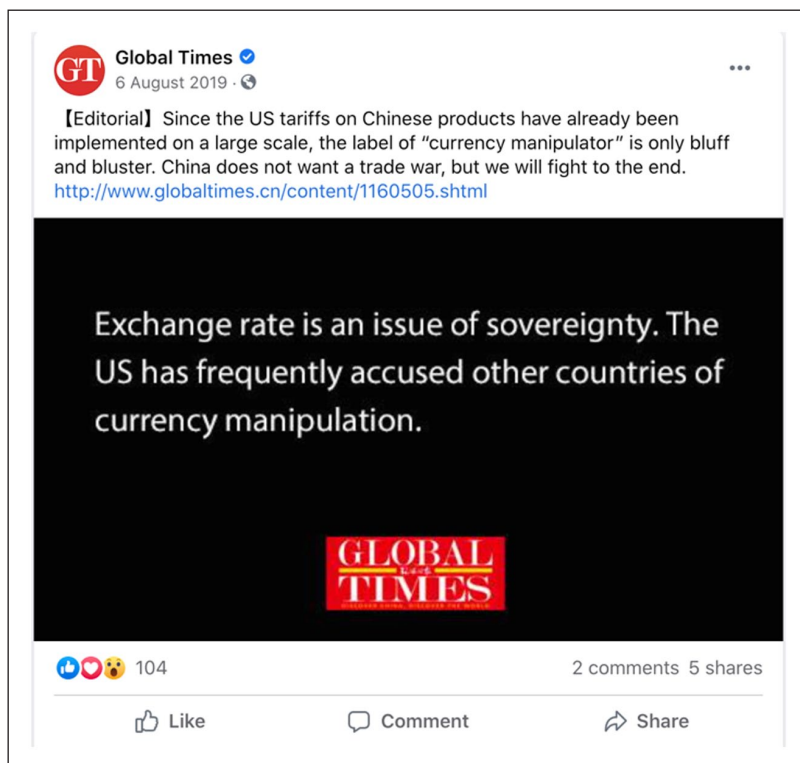 GT
Global Times
6 August 2019 ·
【Editorial】Since the US tariffs on Chinese products have already been
implemented on a large scale, the label of “currency manipulator” is only bluff
and bluster. China does not want a trade war, but we will fight to the end.
http://www.globaltimes.cn/content/1160505.shtml
Exchange rate is an issue of sovereignty. The
US has frequently accused other countries of
currency manipulation.
GLOBAL
TIMES
DISCOVER CHINA, DISCOVER THE WORLD
104 2 comments 5 shares
Like Comment Share